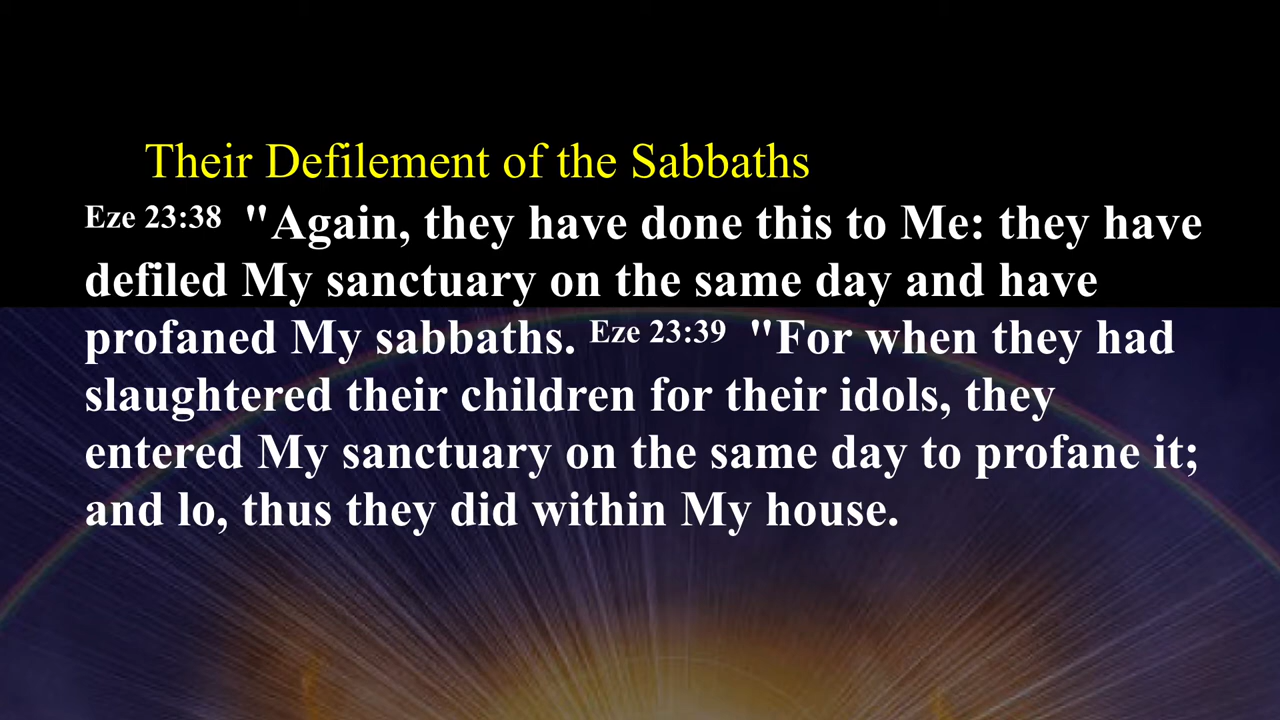 Their Defilement of the Sabbaths
Eze 23:38 "Again, they have done this to Me: they have
defiled My sanctuary on the same day and have
profaned My sabbaths. Eze 23:39 "For when they had
slaughtered their children for their idols, they
entered My sanctuary on the same day to profane it;
and lo, thus they did within My house.